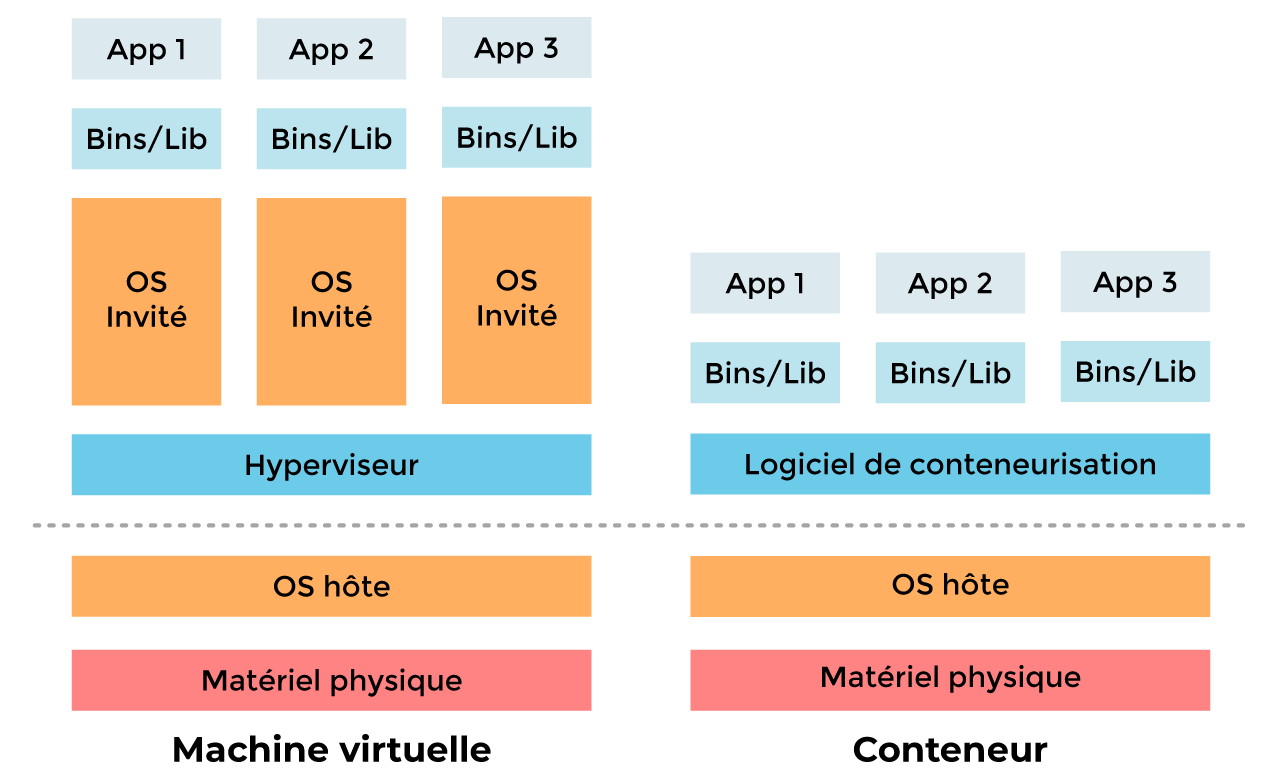 App 1
App 2
App 3
Bins/Lib
Bins/Lib
Bins/Lib
OS
Invité
OS
Invité
OS
Invité
Hyperviseur
OS hôte
Matériel physique
Machine virtuelle
App 1
App 2
App 3
Bins/Lib
Bins/Lib
Bins/Lib
Logiciel de conteneurisation
OS hôte
Matériel physique
Conteneur